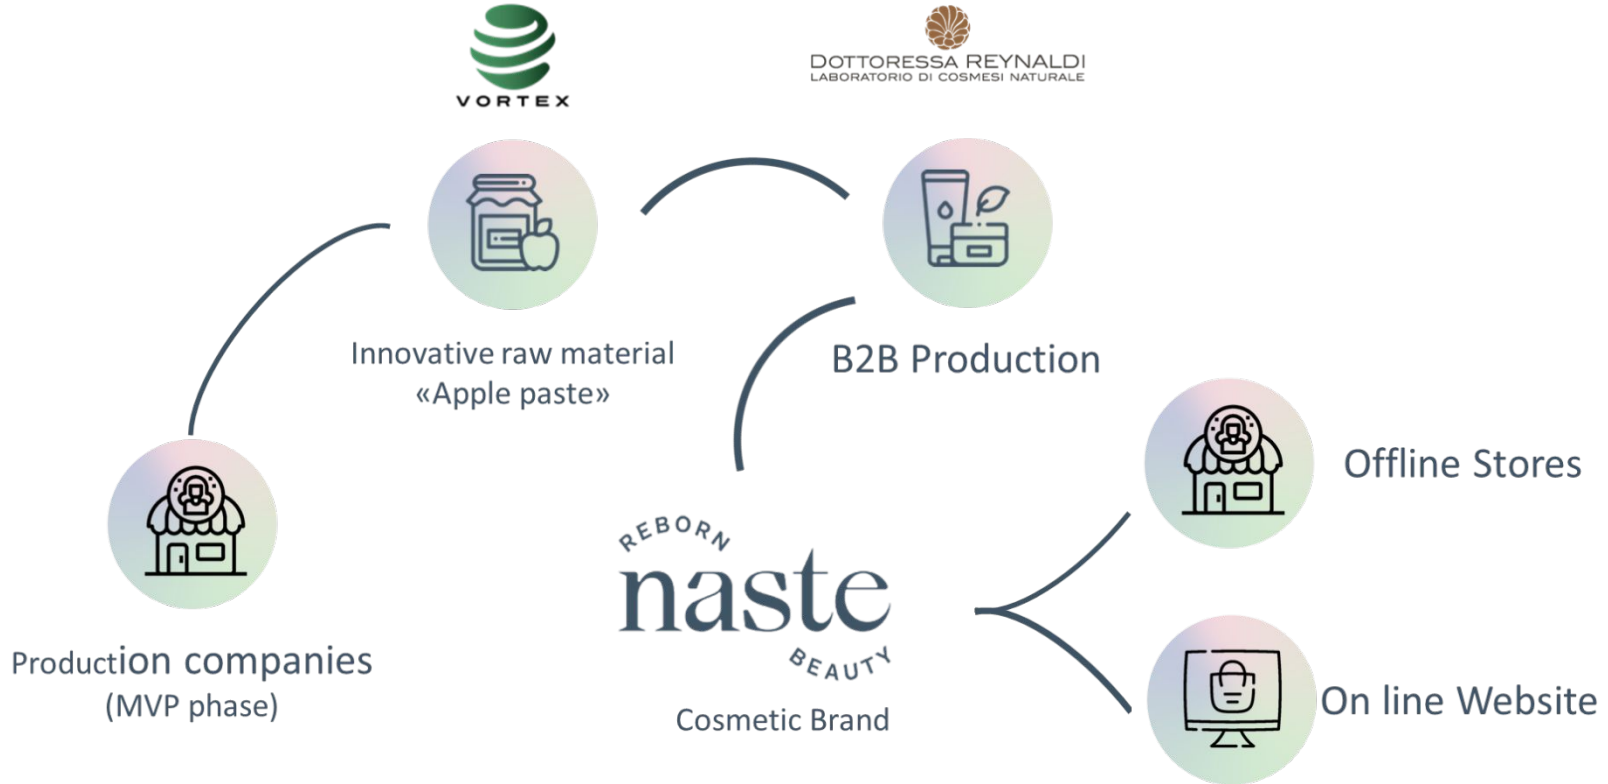 VORTEX
DOTTORESSA REYNALDI
LABORATORIO DI COSMESI NATURALE
Innovative raw material
«Apple paste»
B2B Production
Production companies
(MVP phase)
REBORN
naste
BEAUTY
Cosmetic Brand
Offline Stores
On line Website